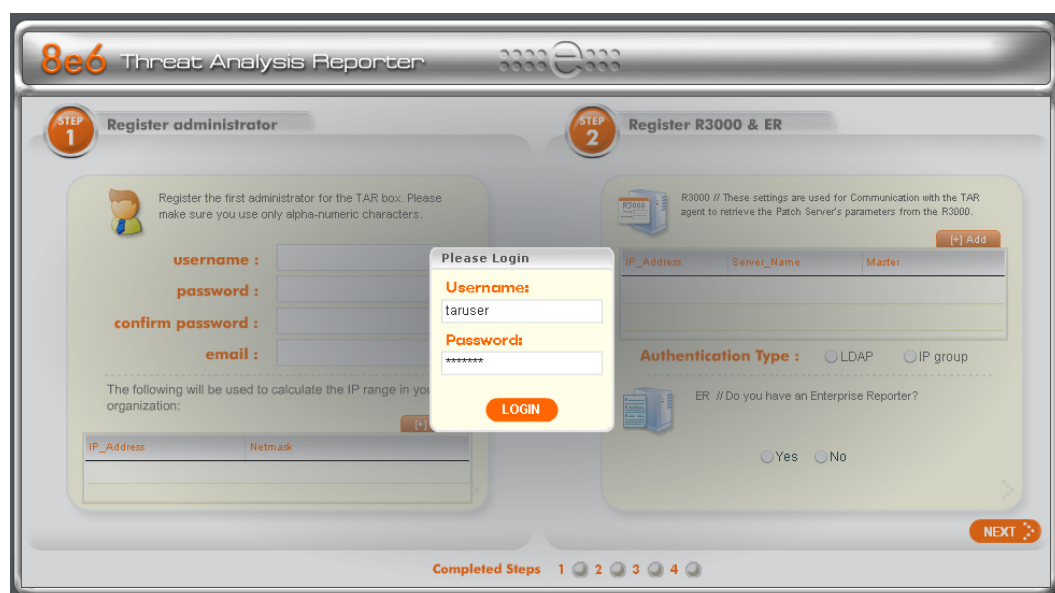 8e6 Threat Analysis Reporter
STEP 1
Register administrator
Register the first administrator for the TAR box. Please
make sure you use only alpha-numeric characters.
username :
password :
confirm password :
email :
The following will be used to calculate the IP range in you
organization:
[+]
IP_Address Netmask
Please Login
Username:
taruser
Password:
*******
LOGIN
STEP 2
Register R3000 & ER
R3000
R3000 // These settings are used for Communication with the TAR
agent to retrieve the Patch Server's parameters from the R3000.
[+] Add
IP_Address Server_Name Master
Authentication Type : LDAP IP group
ER // Do you have an Enterprise Reporter?
Yes No
NEXT
Completed Steps 1 2 3 4